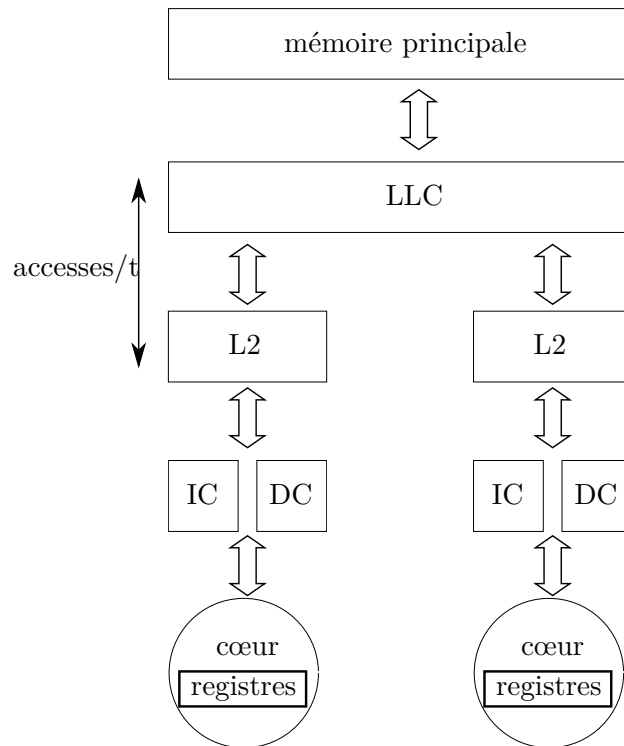 mémoire principale
LLC
accesses/t
L2 L2
IC DC IC DC
cœur cœur
registres registres